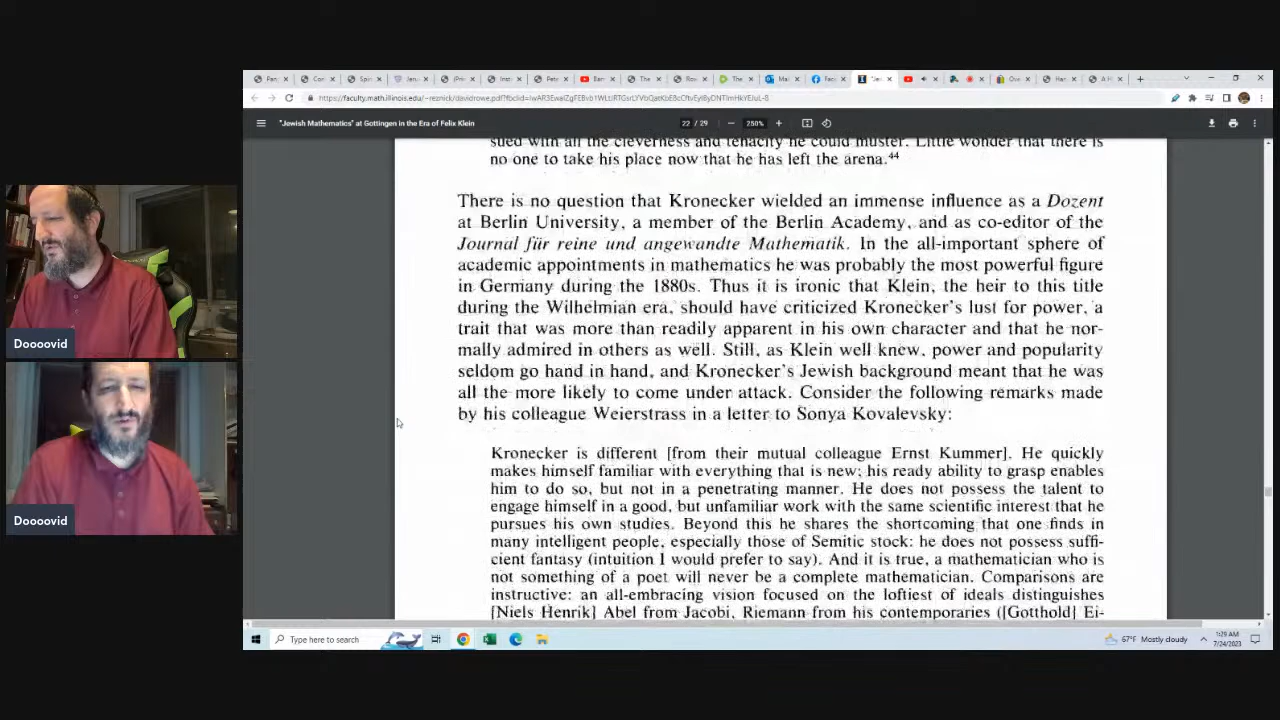 "Jewish Mathematics" at Gottingen in the Era of Felix Klein
22 / 29
250%
sued with all the cleverness and tenacity he could muster. Little wonder that there is
no one to take his place now that he has left the arena.⁴⁴
There is no question that Kronecker wielded an immense influence as a Dozent
at Berlin University, a member of the Berlin Academy, and as co-editor of the
Journal für reine und angewandte Mathematik. In the all-important sphere of
academic appointments in mathematics he was probably the most powerful figure
in Germany during the 1880s. Thus it is ironic that Klein, the heir to this title
during the Wilhelmian era, should have criticized Kronecker's lust for power, a
trait that was more than readily apparent in his own character and that he nor-
mally admired in others as well. Still, as Klein well knew, power and popularity
seldom go hand in hand, and Kronecker's Jewish background meant that he was
all the more likely to come under attack. Consider the following remarks made
by his colleague Weierstrass in a letter to Sonya Kovalevsky:
Kronecker is different [from their mutual colleague Ernst Kummer]. He quickly
makes himself familiar with everything that is new; his ready ability to grasp enables
him to do so, but not in a penetrating manner. He does not possess the talent to
engage himself in a good, but unfamiliar work with the same scientific interest that he
pursues his own studies. Beyond this he shares the shortcoming that one finds in
many intelligent people, especially those of Semitic stock: he does not possess suffi-
cient fantasy (intuition I would prefer to say). And it is true, a mathematician who is
not something of a poet will never be a complete mathematician. Comparisons are
instructive: an all-embracing vision focused on the loftiest of ideals distinguishes
[Niels Henrik] Abel from Jacobi, Riemann from his contemporaries ([Gotthold] Ei-
Doooovid
Doooovid
Type here to search
67°F Mostly cloudy
1:29 AM
7/24/2023